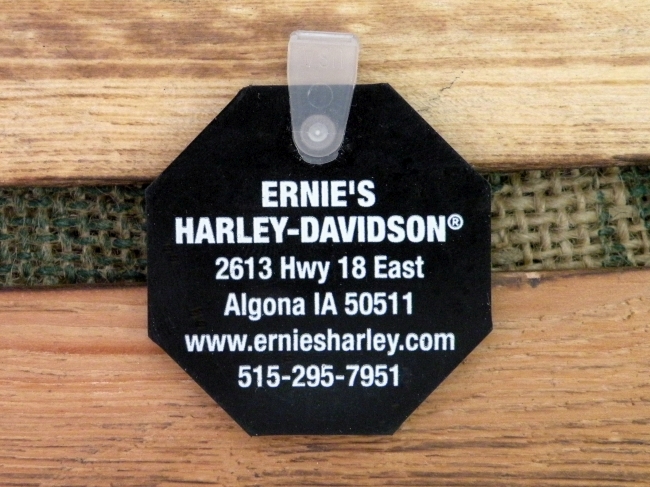 ERNIE'S
HARLEY-DAVIDSON®
2613 Hwy 18 East
Algona IA 50511
www.erniesharley.com
515-295-7951